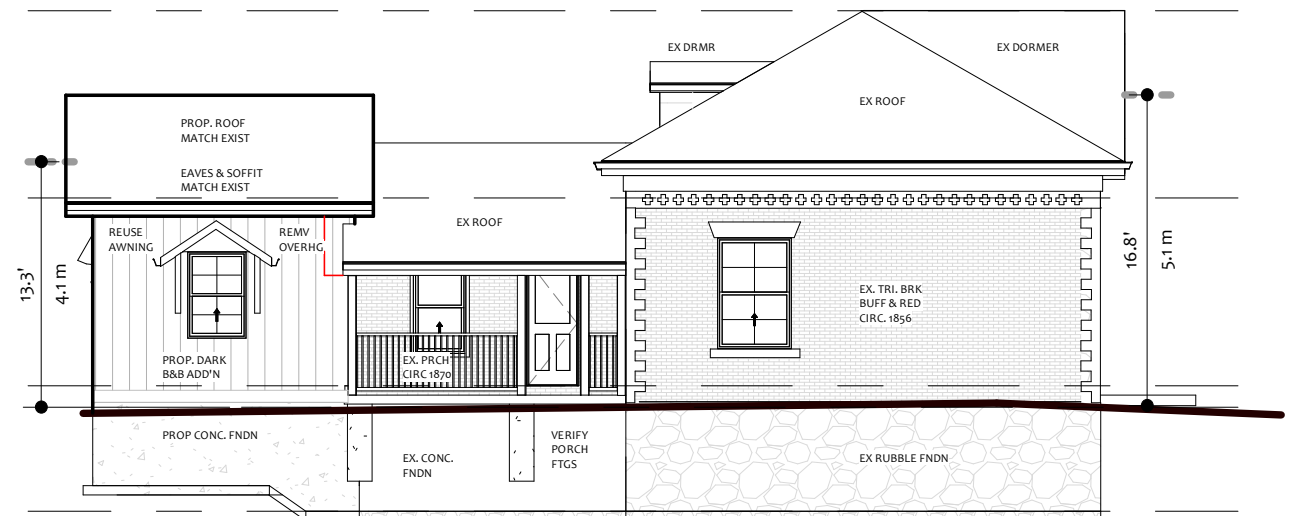 EX DRMR
EX DORMER
EX ROOF
PROP. ROOF
MATCH EXIST
EAVES & SOFFIT
MATCH EXIST
REUSE
AWNING
REMV
OVERHG
EX ROOF
13.3'
4.1 m
16.8'
5.1 m
EX. TRI. BRK
BUFF & RED
CIRC. 1856
PROP. DARK
B&B ADD'N
EX. PRCH
CIRC 1870
PROP CONC. FNDN
EX. CONC.
FNDN
VERIFY
PORCH
FTGS
EX RUBBLE FNDN